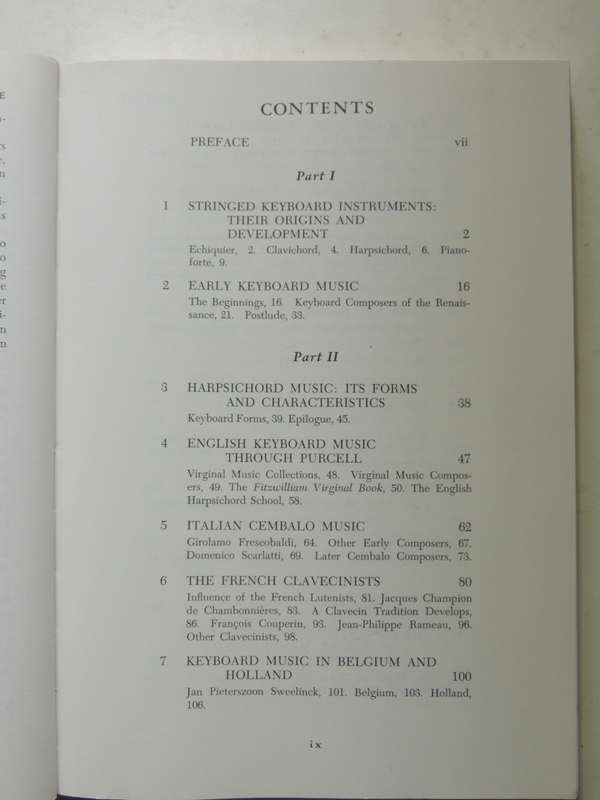 CONTENTS
PREFACE vii
Part I
1 STRINGED KEYBOARD INSTRUMENTS:
THEIR ORIGINS AND
DEVELOPMENT 2
Echiquier, 2. Clavichord, 4. Harpsichord, 6. Piano-
forte, 9.
2 EARLY KEYBOARD MUSIC 16
The Beginnings, 16. Keyboard Composers of the Renais-
sance, 21. Postlude, 33.
Part II
3 HARPSICHORD MUSIC: ITS FORMS
AND CHARACTERISTICS 38
Keyboard Forms, 39. Epilogue, 45.
4 ENGLISH KEYBOARD MUSIC
THROUGH PURCELL 47
Virginal Music Collections, 48. Virginal Music Compos-
ers, 49. The Fitzwilliam Virginal Book, 50. The English
Harpsichord School, 58.
5 ITALIAN CEMBALO MUSIC 62
Girolamo Frescobaldi, 64. Other Early Composers, 67.
Domenico Scarlatti, 69. Later Cembalo Composers, 73.
6 THE FRENCH CLAVECINISTS 80
Influence of the French Lutenists, 81. Jacques Champion
de Chambonnières, 83. A Clavecin Tradition Develops,
86. François Couperin, 93. Jean-Philippe Rameau, 96.
Other Clavecinists, 98.
7 KEYBOARD MUSIC IN BELGIUM AND
HOLLAND 100
Jan Pieterszoon Sweelinck, 101. Belgium, 103. Holland,
106.
ix